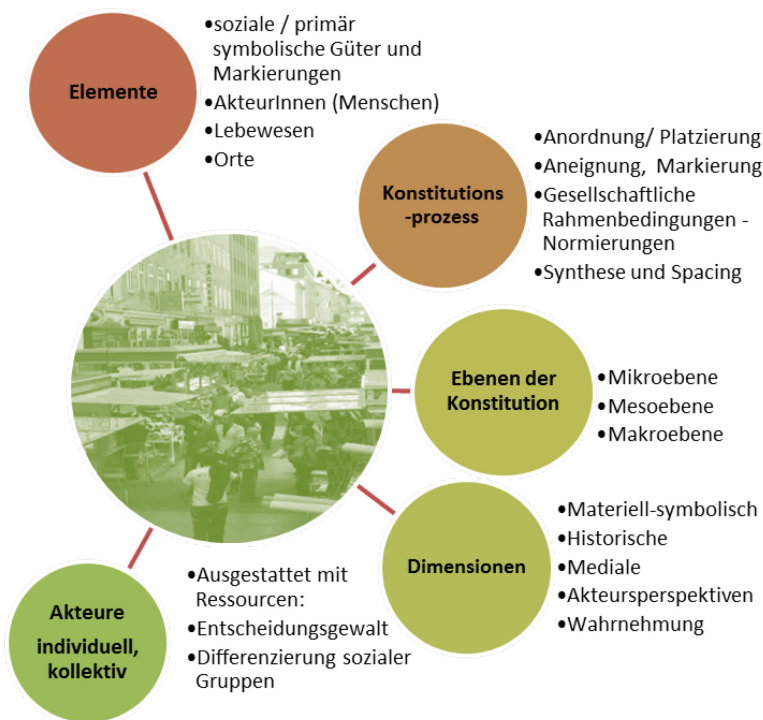 Elemente
•soziale / primär
symbolische Güter und
Markierungen
•AkteurInnen (Menschen)
•Lebewesen
•Orte
Konstitutions
-prozess
•Anordnung/ Platzierung
•Aneignung, Markierung
•Gesellschaftliche
Rahmenbedingungen -
Normierungen
•Synthese und Spacing
Ebenen der
Konstitution
•Mikroebene
•Mesoebene
•Makroebene
Dimensionen
•Materiell-symbolisch
•Historische
•Mediale
•Akteursperspektiven
•Wahrnehmung
Akteure
individuell,
kollektiv
•Ausgestattet mit
Ressourcen:
•Entscheidungsgewalt
•Differenzierung sozialer
Gruppen